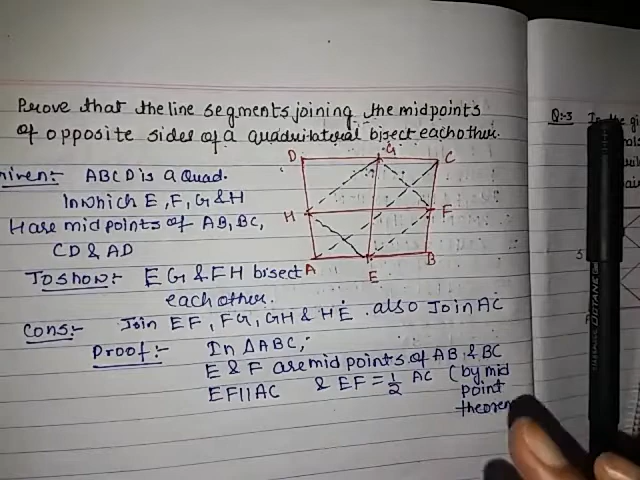 Prove that the line segments joining the midpoints
of opposite sides of a quadrilateral bisect each other.
Given:- ABCD is a Quad.
In which E, F, G & H
H are mid points of AB, BC,
CD & AD
To show:- EG & FH bisect
each other.
Cons:- Join EF, FG, GH & HE. also Join AC
Proof:- In ΔABC,
E & F are mid points of AB & BC
EF || AC & EF = 1/2 AC (by mid
point
theorem
D G C
H F
A E B
Q:-3
S